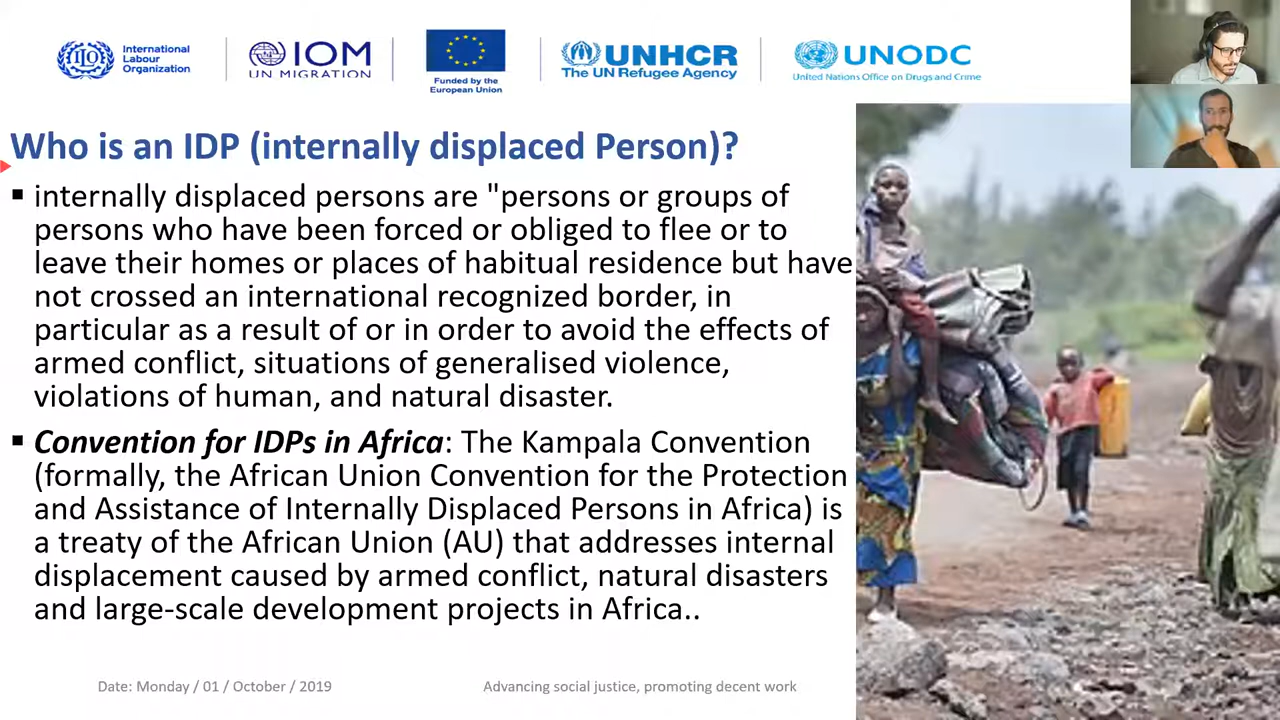 International
Labour
Organization
IOM
UN MIGRATION
Funded by the
European Union
UNHCR
The UN Refugee Agency
UNODC
United Nations Office on Drugs and Crime
Who is an IDP (internally displaced Person)?
▪ internally displaced persons are "persons or groups of
persons who have been forced or obliged to flee or to
leave their homes or places of habitual residence but have
not crossed an international recognized border, in
particular as a result of or in order to avoid the effects of
armed conflict, situations of generalised violence,
violations of human, and natural disaster.
▪ Convention for IDPs in Africa: The Kampala Convention
(formally, the African Union Convention for the Protection
and Assistance of Internally Displaced Persons in Africa) is
a treaty of the African Union (AU) that addresses internal
displacement caused by armed conflict, natural disasters
and large-scale development projects in Africa..
Date: Monday / 01 / October / 2019
Advancing social justice, promoting decent work